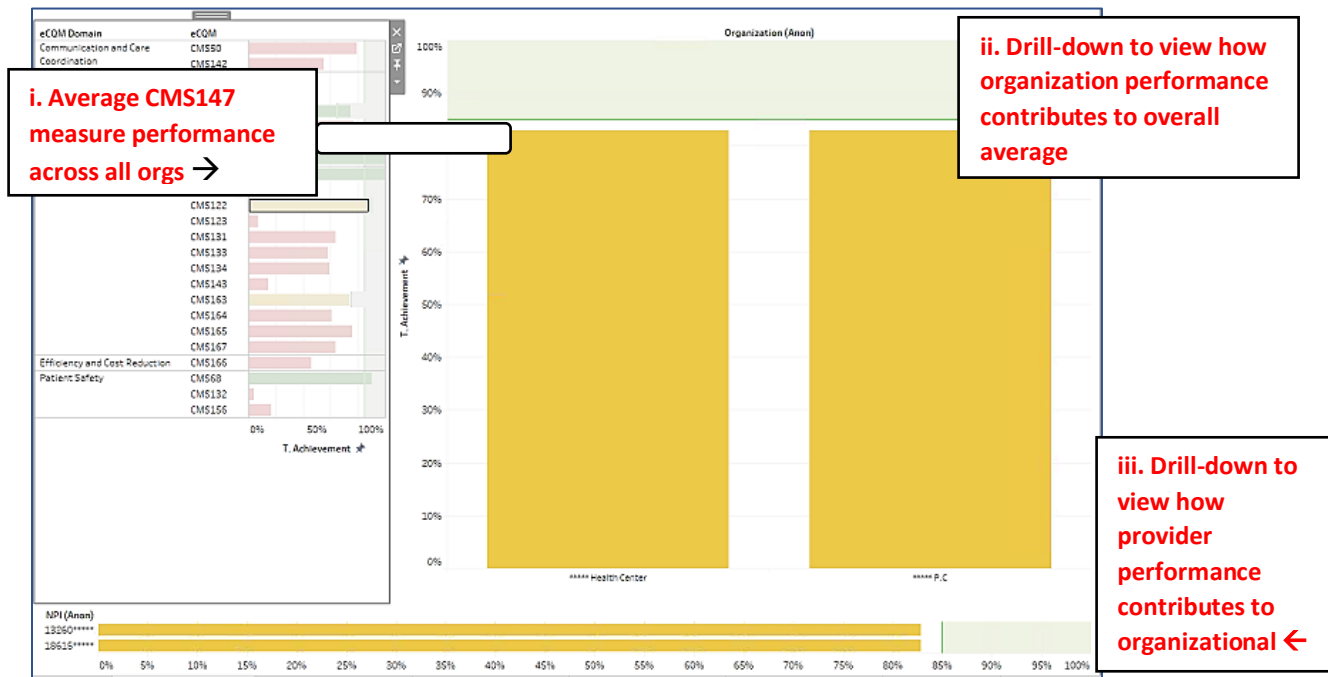 eCQM Domain eCQM
Communication and Care Coordination
CMS50
CMS142
i. Average CMS147
measure performance
across all orgs →
CMS122
CMS123
CMS131
CMS133
CMS134
CMS143
CMS163
CMS164
CMS165
CMS167
Efficiency and Cost Reduction CMS166
Patient Safety CMS68
CMS132
CMS156
0% 50% 100%
T. Achievement
Organization (Anon)
ii. Drill-down to view how
organization performance
contributes to overall
average
100%
90%
70%
60%
50%
40%
30%
20%
10%
0%
T. Achievement
***** Health Center ***** P.C
iii. Drill-down to
view how
provider
performance
contributes to
organizational ←
NPI (Anon)
13260*****
18615*****
0% 5% 10% 15% 20% 25% 30% 35% 40% 45% 50% 55% 60% 65% 70% 75% 80% 85% 90% 95% 100%